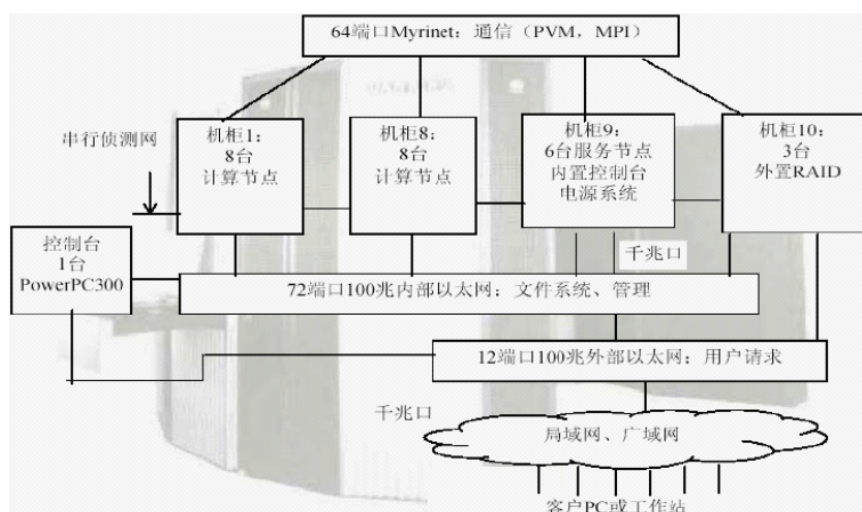 64端口Myrinet：通信（PVM，MPI）
串行侦测网
机柜1：
8台
计算节点
机柜8：
8台
计算节点
机柜9：
6台服务节点
内置控制台
电源系统
机柜10：
3台
外置RAID
控制台
1台
PowerPC300
千兆口
72端口100兆内部以太网：文件系统、管理
12端口100兆外部以太网：用户请求
千兆口
局域网、广域网
客户PC或工作站